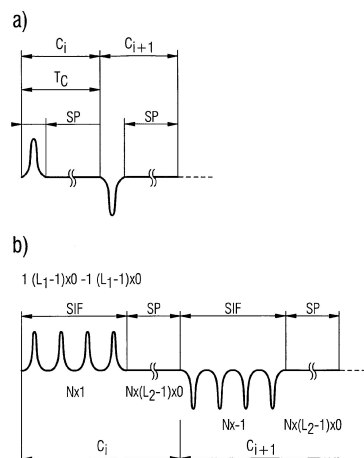 a)
Ci Ci+1
TC
SP SP
b)
1 (L1-1)x0 -1 (L1-1)x0
SIF SP SIF SP
Nx1 Nx(L2-1)x0 Nx-1 Nx(L2-1)x0
Ci Ci+1